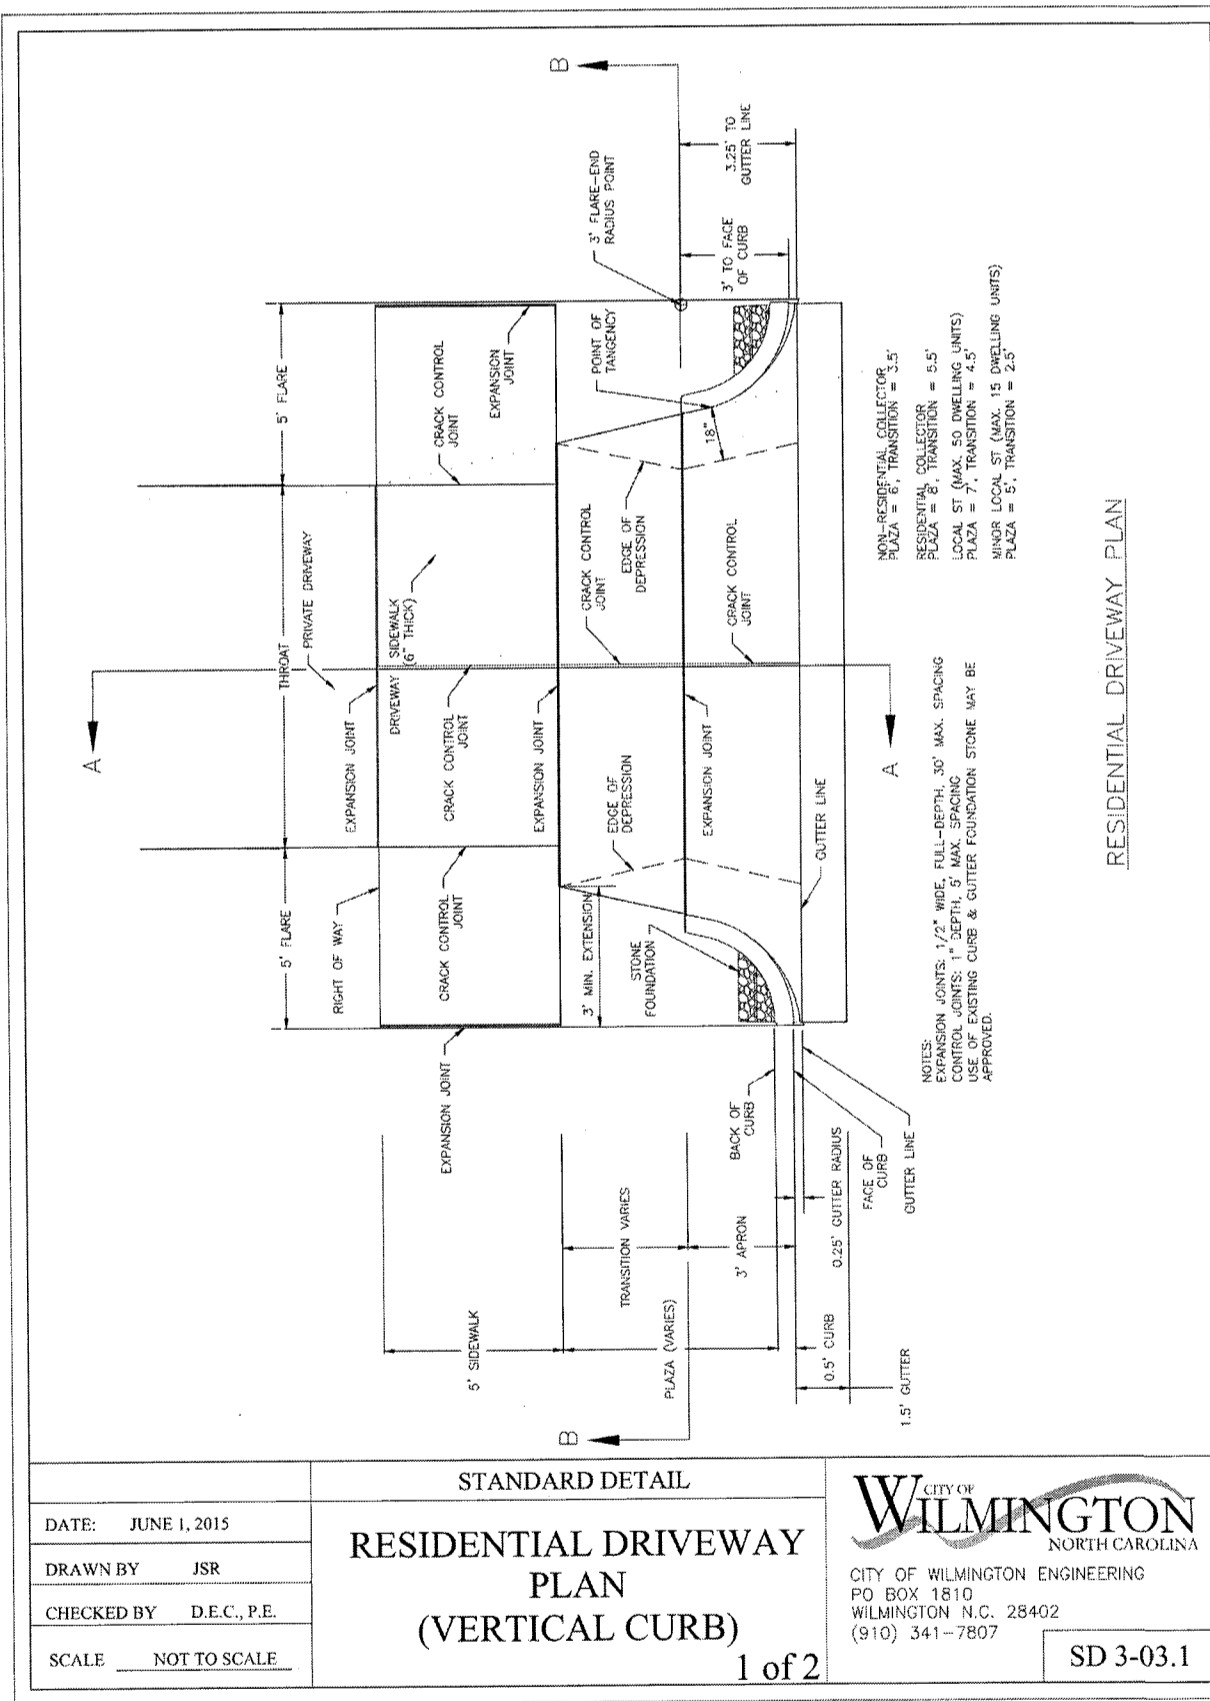 B
3' FLARE-END
RADIUS POINT
3.25' TO
GUTTER LINE
3' TO FACE
OF CURB
5' FLARE
CRACK CONTROL
JOINT
EXPANSION
JOINT
POINT OF
TANGENCY
18"
THROAT
PRIVATE DRIVEWAY
DRIVEWAY SIDEWALK
(6" THICK)
CRACK CONTROL
JOINT
EDGE OF
DEPRESSION
CRACK CONTROL
JOINT
A
EXPANSION JOINT
CRACK CONTROL
JOINT
EXPANSION JOINT
EDGE OF
DEPRESSION
EXPANSION JOINT
GUTTER LINE
A
5' FLARE
RIGHT OF WAY
CRACK CONTROL
JOINT
3' MIN. EXTENSION
STONE
FOUNDATION
EXPANSION JOINT
BACK OF
CURB
FACE OF
CURB
GUTTER LINE
TRANSITION VARIES
3' APRON
0.25' GUTTER RADIUS
5' SIDEWALK
PLAZA (VARIES)
0.5' CURB
1.5' GUTTER
B
NON-RESIDENTIAL COLLECTOR
PLAZA = 6', TRANSITION = 3.5'
RESIDENTIAL COLLECTOR
PLAZA = 8', TRANSITION = 5.5'
LOCAL ST (MAX. 50 DWELLING UNITS)
PLAZA = 7', TRANSITION = 4.5'
MINOR LOCAL ST (MAX. 15 DWELLING UNITS)
PLAZA = 5', TRANSITION = 2.5'
NOTES:
EXPANSION JOINTS: 1/2" WIDE, FULL-DEPTH, 30' MAX. SPACING
CONTROL JOINTS: 1" DEPTH, 5' MAX. SPACING
USE OF EXISTING CURB & GUTTER FOUNDATION STONE MAY BE
APPROVED.
RESIDENTIAL DRIVEWAY PLAN
DATE: JUNE 1, 2015
DRAWN BY JSR
CHECKED BY D.E.C., P.E.
SCALE NOT TO SCALE
STANDARD DETAIL
RESIDENTIAL DRIVEWAY
PLAN
(VERTICAL CURB)
1 of 2
CITY OF
WILMINGTON
NORTH CAROLINA
CITY OF WILMINGTON ENGINEERING
PO BOX 1810
WILMINGTON N.C. 28402
(910) 341-7807
SD 3-03.1